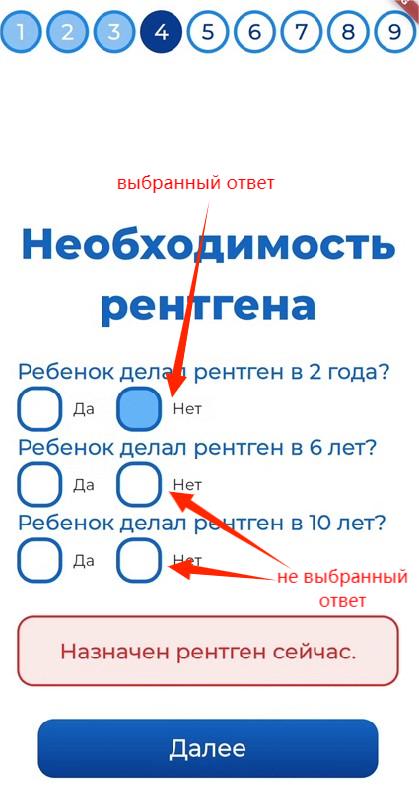 1 2 3 4 5 6 7 8 9
выбранный ответ
Необходимость
рентгена
Ребенок делал рентген в 2 года?
Да Нет
Ребенок делал рентген в 6 лет?
Да Нет
Ребенок делал рентген в 10 лет?
Да Нет
не выбранный
ответ
Назначен рентген сейчас.
Далее